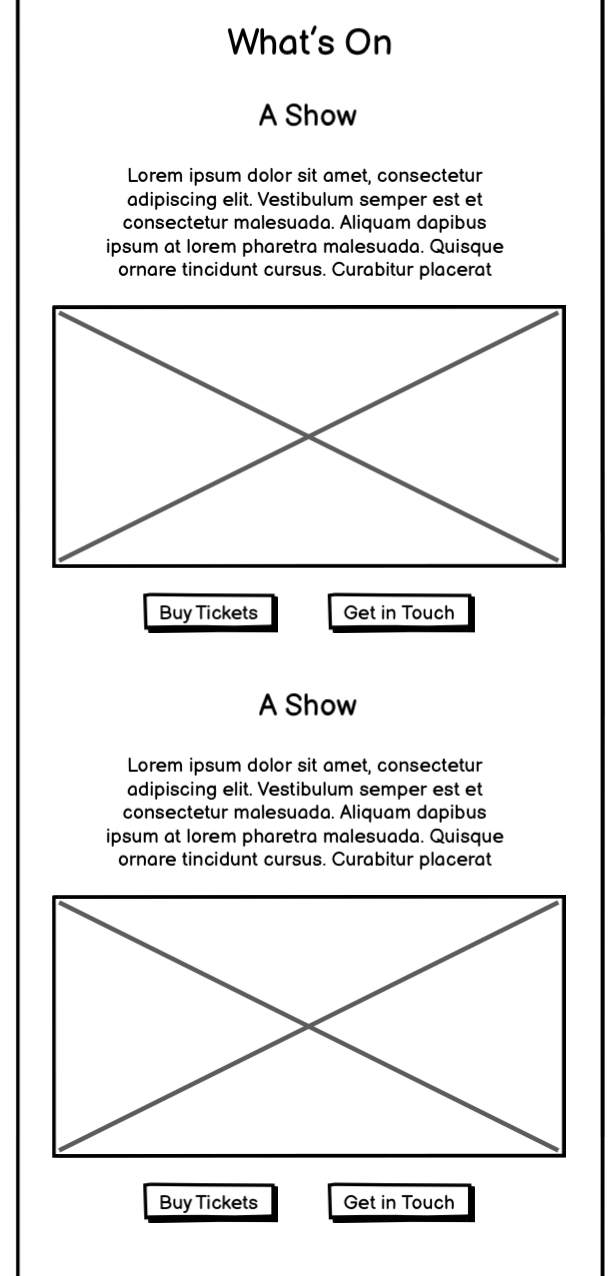 What's On
A Show
Lorem ipsum dolor sit amet, consectetur
adipiscing elit. Vestibulum semper est et
consectetur malesuada. Aliquam dapibus
ipsum at lorem pharetra malesuada. Quisque
ornare tincidunt cursus. Curabitur placerat
Buy Tickets
Get in Touch
A Show
Lorem ipsum dolor sit amet, consectetur
adipiscing elit. Vestibulum semper est et
consectetur malesuada. Aliquam dapibus
ipsum at lorem pharetra malesuada. Quisque
ornare tincidunt cursus. Curabitur placerat
Buy Tickets
Get in Touch